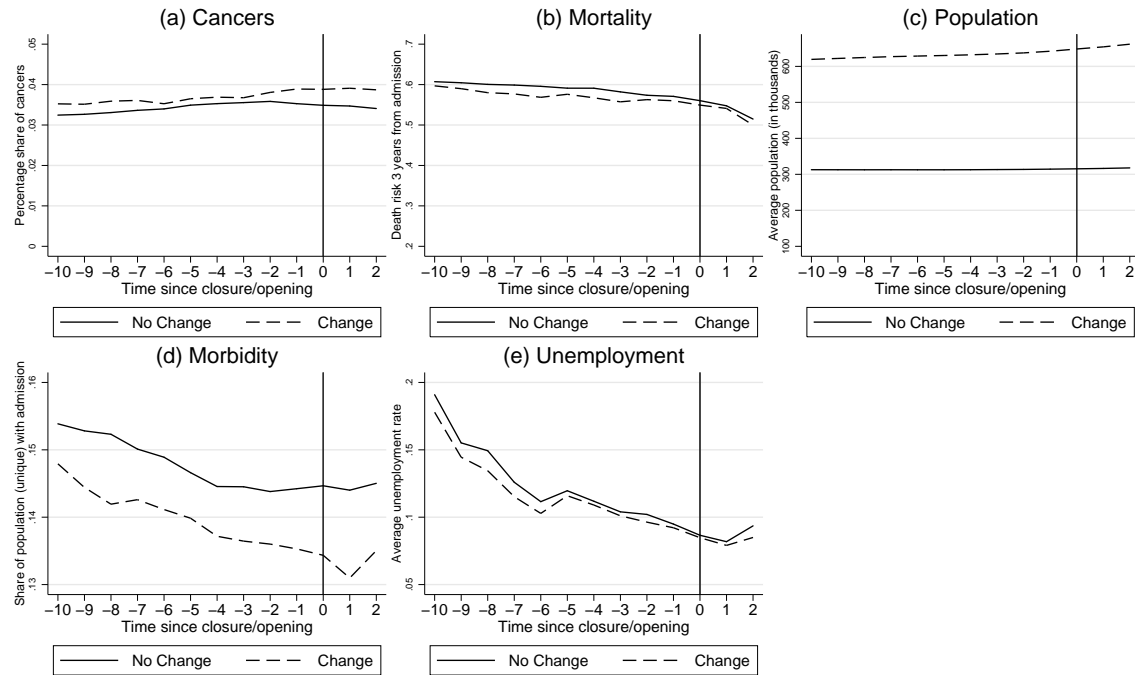 (a) Cancers
Percentage share of cancers
.05
.04
.03
.02
.01
0
−10 −9 −8 −7 −6 −5 −4 −3 −2 −1 0 1 2
Time since closure/opening
No Change Change
(b) Mortality
Death risk 3 years from admission
.7
.6
.5
.4
.3
.2
−10 −9 −8 −7 −6 −5 −4 −3 −2 −1 0 1 2
Time since closure/opening
No Change Change
(c) Population
Average population (in thousands)
600
500
400
300
200
100
−10 −9 −8 −7 −6 −5 −4 −3 −2 −1 0 1 2
Time since closure/opening
No Change Change
(d) Morbidity
Share of population (unique) with admission
.16
.15
.14
.13
−10 −9 −8 −7 −6 −5 −4 −3 −2 −1 0 1 2
Time since closure/opening
No Change Change
(e) Unemployment
Average unemployment rate
.2
.15
.1
.05
−10 −9 −8 −7 −6 −5 −4 −3 −2 −1 0 1 2
Time since closure/opening
No Change Change